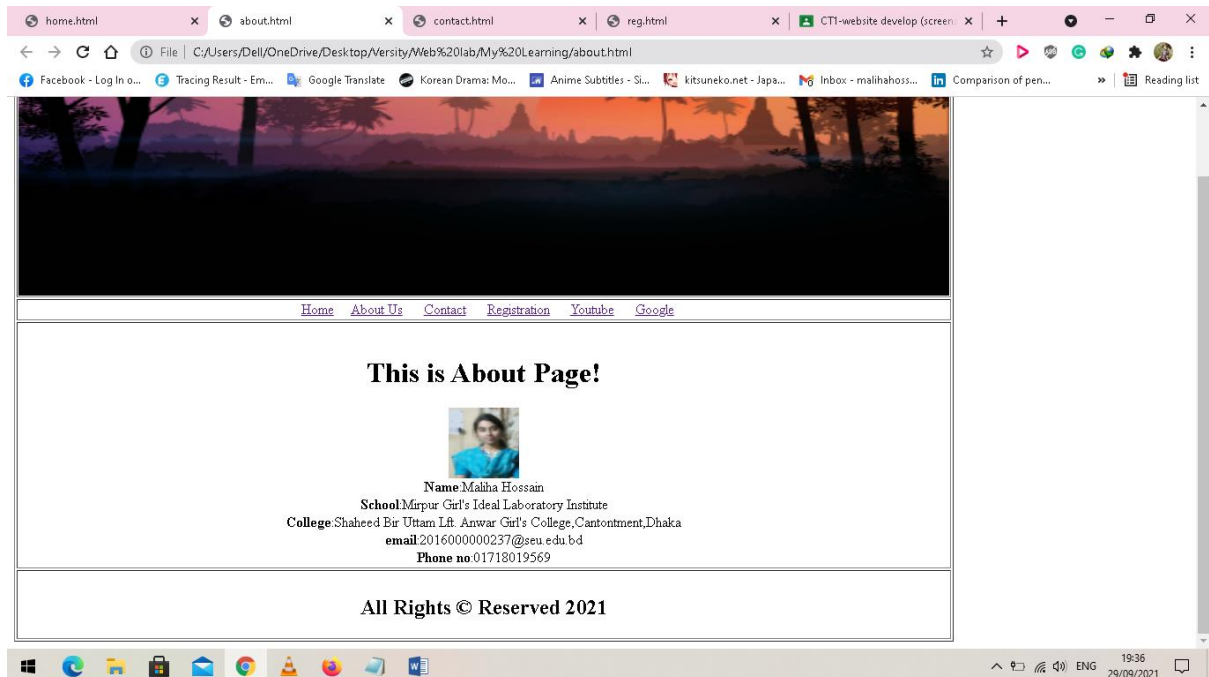 home.html
about.html
contact.html
reg.html
CT1-website develop (screen
File | C:/Users/Dell/OneDrive/Desktop/Versity/Web%20lab/My%20Learning/about.html
Facebook - Log In o...
Tracing Result - Em...
Google Translate
Korean Drama: Mo...
Anime Subtitles - Si...
kitsuneko.net - Japa...
Inbox - malihahoss...
Comparison of pen...
Reading list
Home About Us Contact Registration Youtube Google
This is About Page!
Name:Maliha Hossain
School:Mirpur Girl's Ideal Laboratory Institute
College:Shaheed Bir Uttam Lft. Anwar Girl's College,Cantontment,Dhaka
email:2016000000237@seu.edu.bd
Phone no:01718019569
All Rights © Reserved 2021
ENG
19:36
29/09/2021